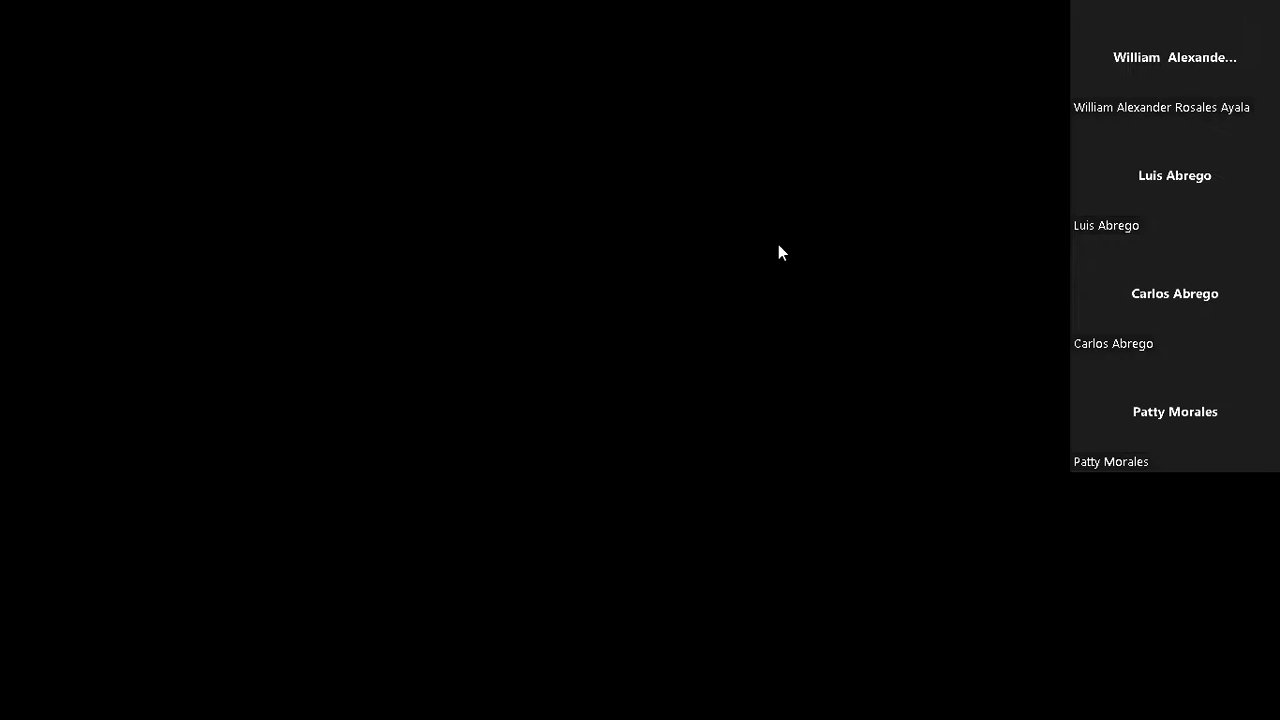 William  Alexande...
William Alexander Rosales Ayala
Luis Abrego
Luis Abrego
Carlos Abrego
Carlos Abrego
Patty Morales
Patty Morales